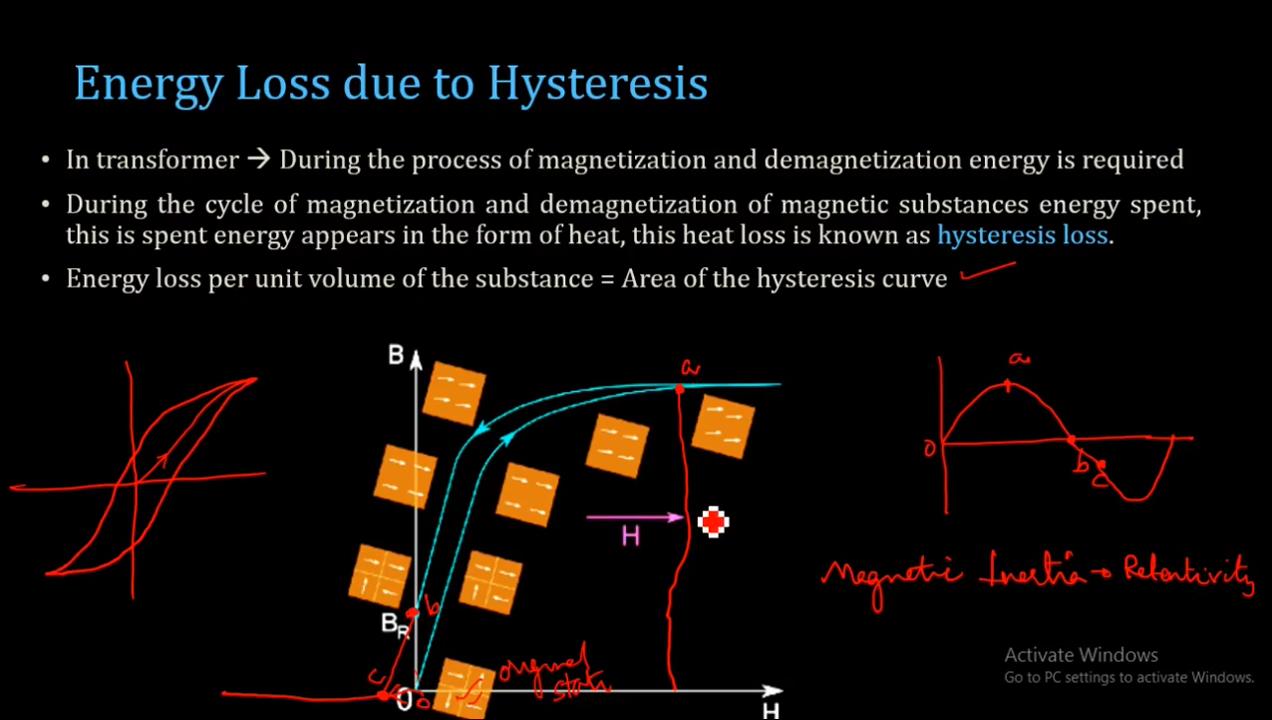 Energy Loss due to Hysteresis
• In transformer → During the process of magnetization and demagnetization energy is required
• During the cycle of magnetization and demagnetization of magnetic substances energy spent,
this is spent energy appears in the form of heat, this heat loss is known as hysteresis loss.
• Energy loss per unit volume of the substance = Area of the hysteresis curve
B
a
a
H
0
b
c
Magnetic Inertia → Retentivity
b
BR
original
state
c
0
H
Activate Windows
Go to PC settings to activate Windows.